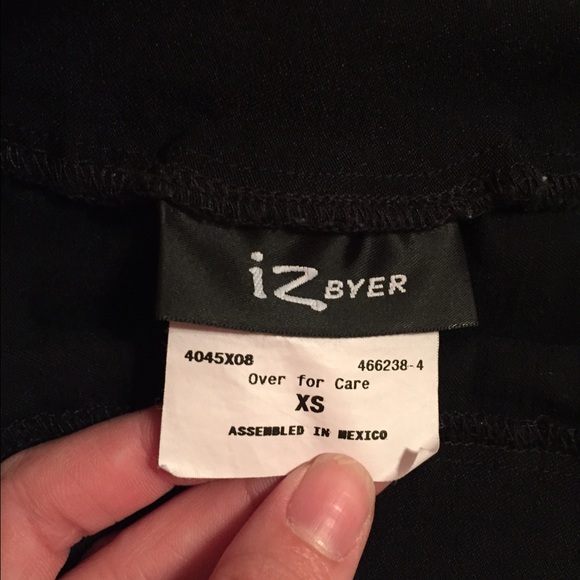 iz BYER
4045X08 466238-4
Over for Care
XS
ASSEMBLED IN MEXICO